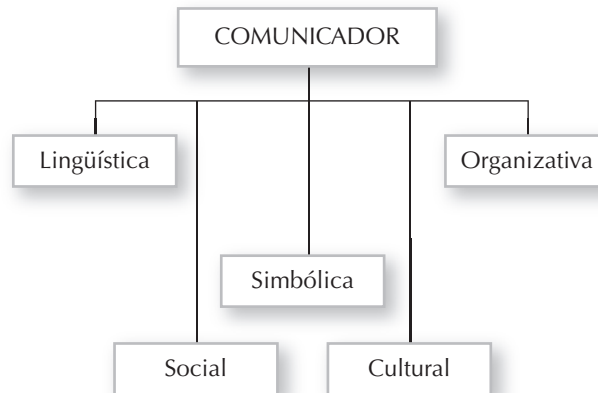 COMUNICADOR
Lingüística
Organizativa
Simbólica
Social
Cultural